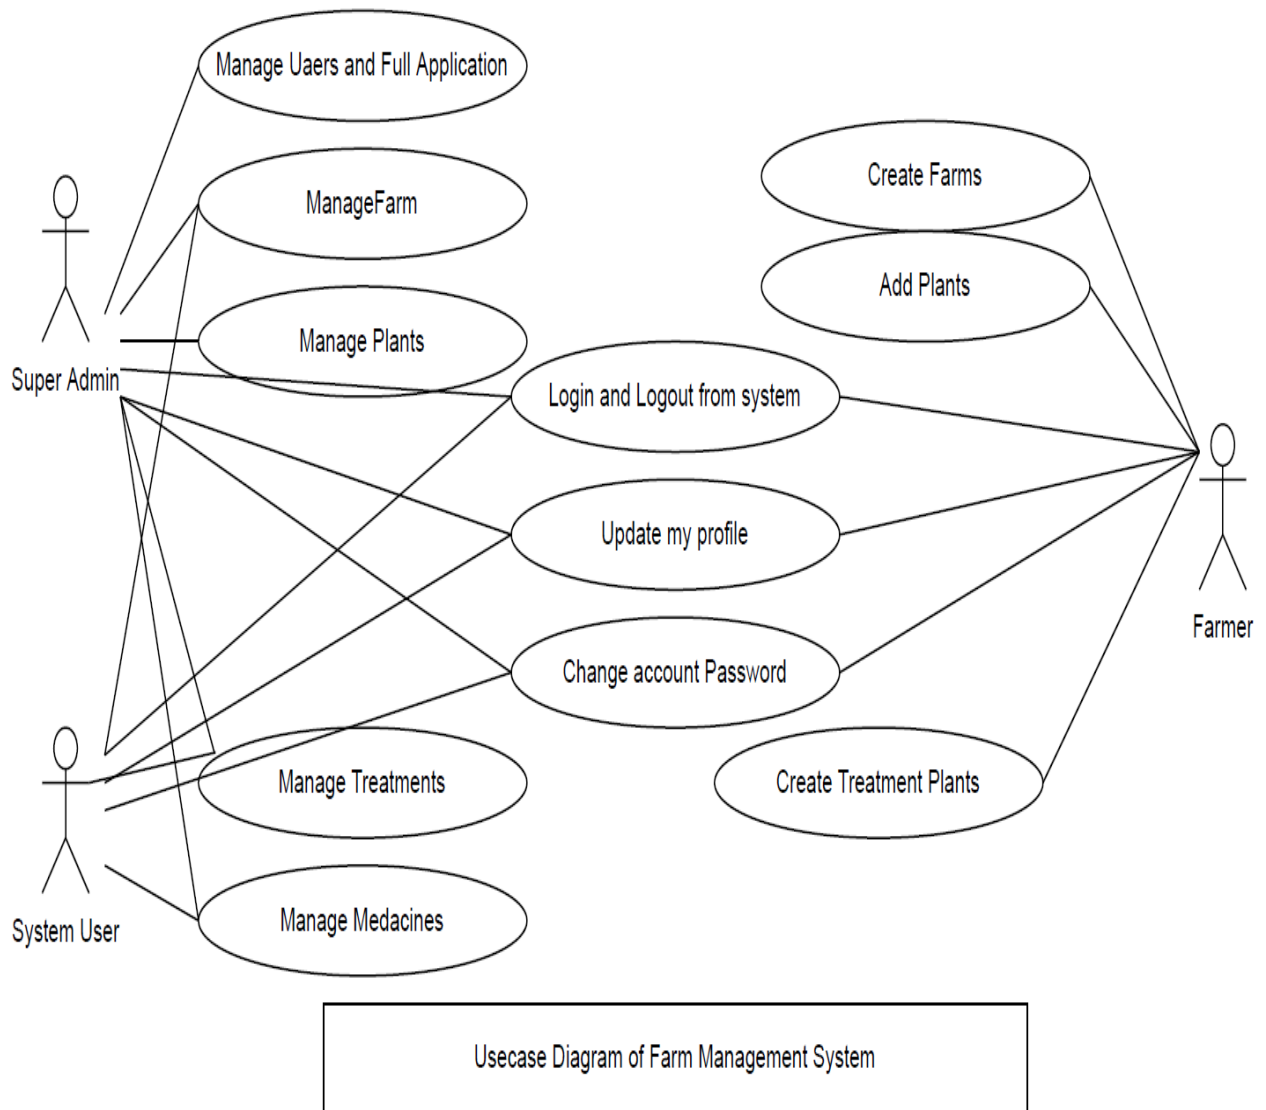 Manage Uaers and Full Application
Create Farms
ManageFarm
Add Plants
Manage Plants
Super Admin
Login and Logout from system
Update my profile
Farmer
Change account Password
Manage Treatments
Create Treatment Plants
System User
Manage Medacines
Usecase Diagram of Farm Management System